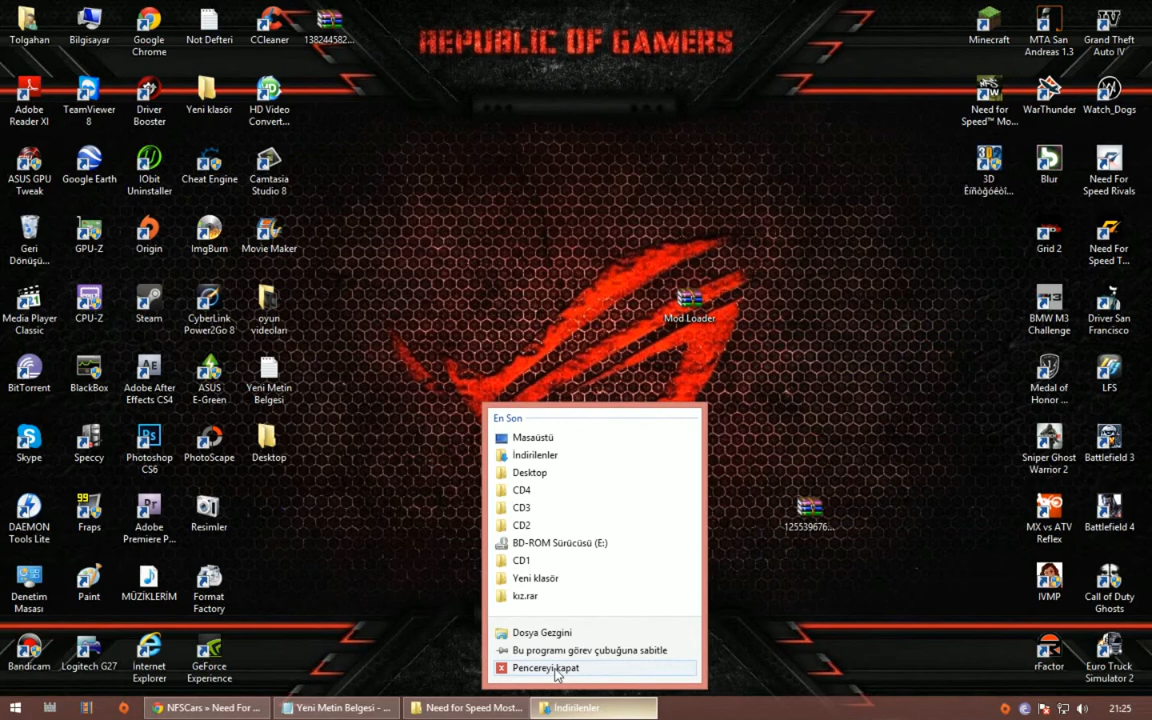 REPUBLIC OF GAMERS
Tolgahan
Bilgisayar
Google
Chrome
Not Defteri
CCleaner
138244582...
Minecraft
MTA San
Andreas 1.3
Grand Theft
Auto IV
Adobe
Reader XI
TeamViewer
8
Driver
Booster
Yeni klasör
HD Video
Convert...
Need for
Speed™ Mo...
WarThunder
Watch_Dogs
ASUS GPU
Tweak
Google Earth
IObit
Uninstaller
Cheat Engine
Camtasia
Studio 8
3D
Blur
Need For
Speed Rivals
Geri
Dönüşü...
GPU-Z
Origin
ImgBurn
Movie Maker
Grid 2
Need For
Speed T...
Media Player
Classic
CPU-Z
Steam
CyberLink
Power2Go 8
oyun
videoları
Mod Loader
BMW M3
Challenge
Driver San
Francisco
BitTorrent
BlackBox
Adobe After
Effects CS4
ASUS
E-Green
Yeni Metin
Belgesi
Medal of
Honor ...
LFS
Skype
Speccy
Photoshop
CS6
PhotoScape
Desktop
Sniper Ghost
Warrior 2
Battlefield 3
DAEMON
Tools Lite
Fraps
Adobe
Premiere P...
Resimler
125539676...
MX vs ATV
Reflex
Battlefield 4
Denetim
Masası
Paint
MÜZİKLERİM
Format
Factory
IVMP
Call of Duty
Ghosts
Bandicam
Logitech G27
Internet
Explorer
GeForce
Experience
rFactor
Euro Truck
Simulator 2
En Son
Masaüstü
İndirilenler
Desktop
CD4
CD3
CD2
BD-ROM Sürücüsü (E:)
CD1
Yeni klasör
kız.rar
Dosya Gezgini
Bu programı görev çubuğuna sabitle
Pencereyi kapat
NFSCars » Need For ...
Yeni Metin Belgesi - ...
Need for Speed Most...
İndirilenler
21:25